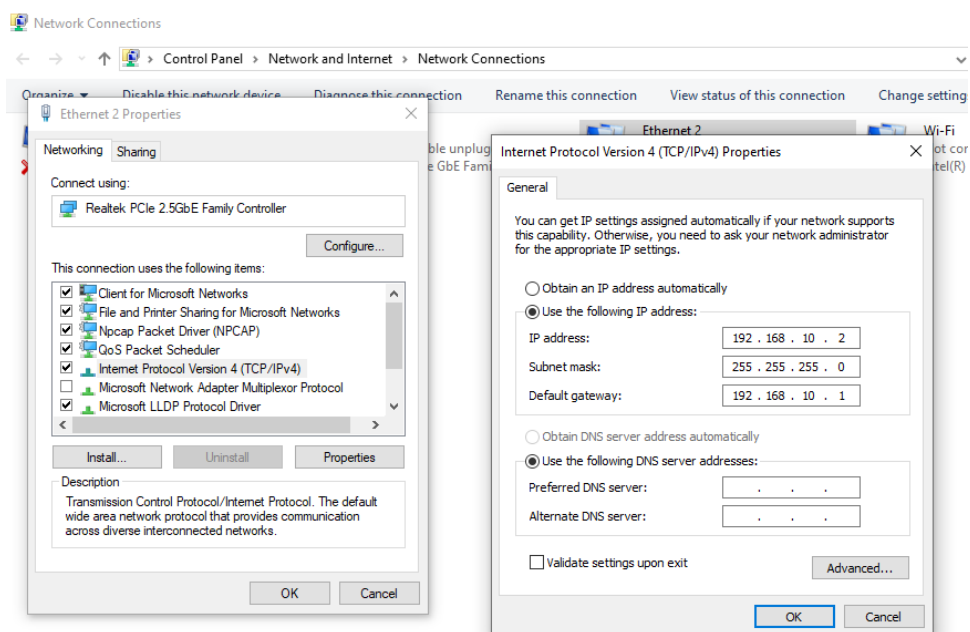 Network Connections
Control Panel > Network and Internet > Network Connections
Organize Disable this network device Diagnose this connection Rename this connection View status of this connection Change setting
Ethernet 2 Properties
Networking Sharing
Connect using:
Realtek PCIe 2.5GbE Family Controller
Configure...
This connection uses the following items:
Client for Microsoft Networks
File and Printer Sharing for Microsoft Networks
Npcap Packet Driver (NPCAP)
QoS Packet Scheduler
Internet Protocol Version 4 (TCP/IPv4)
Microsoft Network Adapter Multiplexor Protocol
Microsoft LLDP Protocol Driver
Install... Uninstall Properties
Description
Transmission Control Protocol/Internet Protocol. The default
wide area network protocol that provides communication
across diverse interconnected networks.
OK Cancel
ble unplug
e GbE Fami
Ethernet 2
Wi-Fi
ot con
tel(R)
Internet Protocol Version 4 (TCP/IPv4) Properties
General
You can get IP settings assigned automatically if your network supports
this capability. Otherwise, you need to ask your network administrator
for the appropriate IP settings.
Obtain an IP address automatically
Use the following IP address:
IP address: 192 . 168 . 10 . 2
Subnet mask: 255 . 255 . 255 . 0
Default gateway: 192 . 168 . 10 . 1
Obtain DNS server address automatically
Use the following DNS server addresses:
Preferred DNS server: . . .
Alternate DNS server: . . .
Validate settings upon exit
Advanced...
OK Cancel